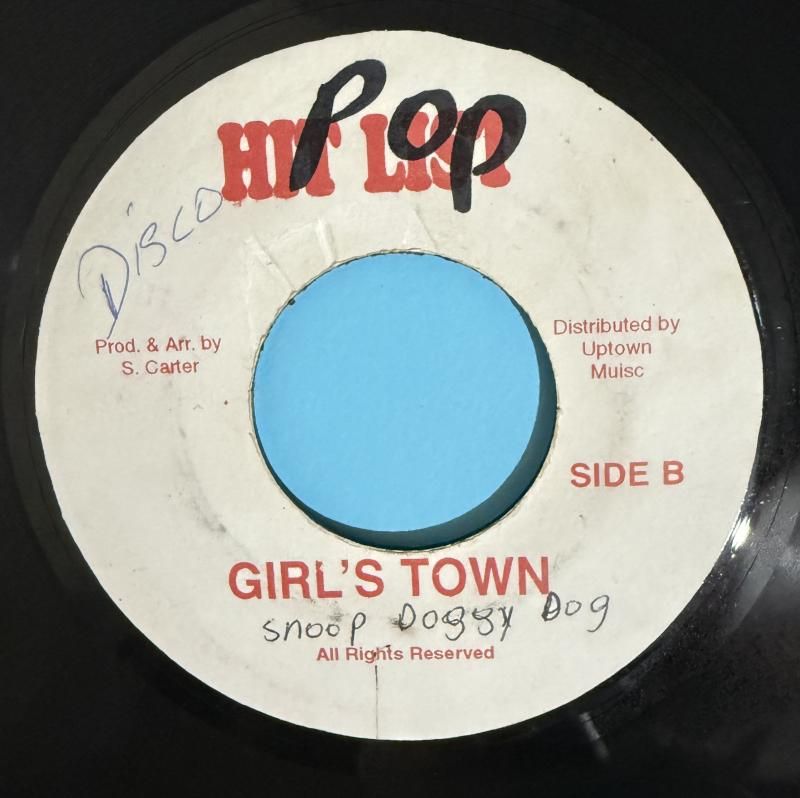 Pop
HIT LIST
Disco
Prod. & Arr. by
S. Carter
Distributed by
Uptown
Muisc
SIDE B
GIRL'S TOWN
Snoop Doggy Dog
All Rights Reserved